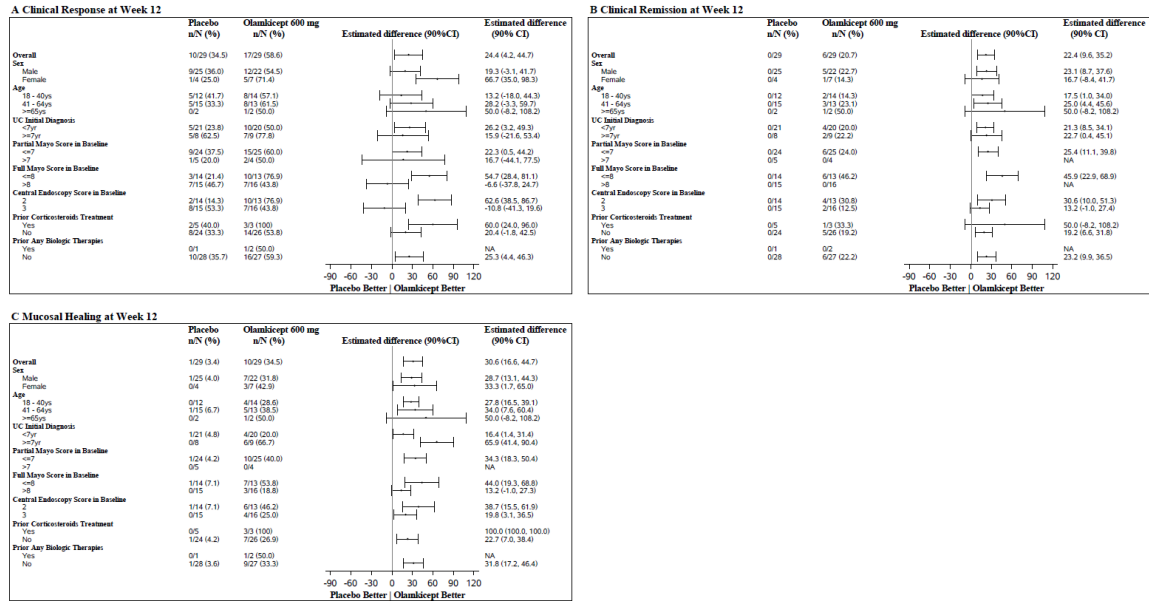 A Clinical Response at Week 12
Placebo Olamkicept 600 mg Estimated difference
n/N (%) n/N (%) Estimated difference (90%CI) (90% CI)
Overall 10/29 (34.5) 17/29 (58.6) 24.4 (4.2, 44.7)
Sex
Male 9/25 (36.0) 12/22 (54.5) 19.3 (-3.1, 41.7)
Female 1/4 (25.0) 5/7 (71.4) 66.7 (35.0, 98.3)
Age
18 - 40ys 5/12 (41.7) 8/14 (57.1) 13.2 (-18.0, 44.3)
41 - 64ys 5/15 (33.3) 8/13 (61.5) 28.2 (-3.3, 59.7)
>=65ys 0/2 1/2 (50.0) 50.0 (-8.2, 108.2)
UC Initial Diagnosis
<7yr 5/21 (23.8) 10/20 (50.0) 26.2 (3.2, 49.3)
>=7yr 5/8 (62.5) 7/9 (77.8) 15.9 (-21.6, 53.4)
Partial Mayo Score in Baseline
<=7 9/24 (37.5) 15/25 (60.0) 22.3 (0.5, 44.2)
>7 1/5 (20.0) 2/4 (50.0) 16.7 (-44.1, 77.5)
Full Mayo Score in Baseline
<=8 3/14 (21.4) 10/13 (76.9) 54.7 (28.4, 81.1)
>8 7/15 (46.7) 7/16 (43.8) -6.6 (-37.8, 24.7)
Central Endoscopy Score in Baseline
2 2/14 (14.3) 10/13 (76.9) 62.6 (38.5, 86.7)
3 8/15 (53.3) 7/16 (43.8) -10.8 (-41.3, 19.6)
Prior Corticosteroids Treatment
Yes 2/5 (40.0) 3/3 (100) 60.0 (24.0, 96.0)
No 8/24 (33.3) 14/26 (53.8) 20.4 (-1.8, 42.5)
Prior Any Biologic Therapies
Yes 0/1 1/2 (50.0) NA
No 10/28 (35.7) 16/27 (59.3) 25.3 (4.4, 46.3)
-90 -60 -30 0 30 60 90 120
Placebo Better | Olamkicept Better
B Clinical Remission at Week 12
Placebo Olamkicept 600 mg Estimated difference
n/N (%) n/N (%) Estimated difference (90%CI) (90% CI)
Overall 0/29 6/29 (20.7) 22.4 (9.6, 35.2)
Sex
Male 0/25 5/22 (22.7) 23.1 (8.7, 37.6)
Female 0/4 1/7 (14.3) 16.7 (-8.4, 41.7)
Age
18 - 40ys 0/12 2/14 (14.3) 17.5 (1.0, 34.0)
41 - 64ys 0/15 3/13 (23.1) 25.0 (4.4, 45.6)
>=65ys 0/2 1/2 (50.0) 50.0 (-8.2, 108.2)
UC Initial Diagnosis
<7yr 0/21 4/20 (20.0) 21.3 (8.5, 34.1)
>=7yr 0/8 2/9 (22.2) 22.7 (0.4, 45.1)
Partial Mayo Score in Baseline
<=7 0/24 6/25 (24.0) 25.4 (11.1, 39.8)
>7 0/5 0/4 NA
Full Mayo Score in Baseline
<=8 0/14 6/13 (46.2) 45.9 (22.9, 68.9)
>8 0/15 0/16 NA
Central Endoscopy Score in Baseline
2 0/14 4/13 (30.8) 30.6 (10.0, 51.3)
3 0/15 2/16 (12.5) 13.2 (-1.0, 27.4)
Prior Corticosteroids Treatment
Yes 0/5 1/3 (33.3) 50.0 (-8.2, 108.2)
No 0/24 5/26 (19.2) 19.2 (6.6, 31.8)
Prior Any Biologic Therapies
Yes 0/1 0/2 NA
No 0/28 6/27 (22.2) 23.2 (9.9, 36.5)
-90 -60 -30 0 30 60 90 120
Placebo Better | Olamkicept Better
C Mucosal Healing at Week 12
Placebo Olamkicept 600 mg Estimated difference
n/N (%) n/N (%) Estimated difference (90%CI) (90% CI)
Overall 1/29 (3.4) 10/29 (34.5) 30.6 (16.6, 44.7)
Sex
Male 1/25 (4.0) 7/22 (31.8) 28.7 (13.1, 44.3)
Female 0/4 3/7 (42.9) 33.3 (1.7, 65.0)
Age
18 - 40ys 0/12 4/14 (28.6) 27.8 (16.5, 39.1)
41 - 64ys 1/15 (6.7) 5/13 (38.5) 34.0 (7.6, 60.4)
>=65ys 0/2 1/2 (50.0) 50.0 (-8.2, 108.2)
UC Initial Diagnosis
<7yr 1/21 (4.8) 4/20 (20.0) 16.4 (1.4, 31.4)
>=7yr 0/8 6/9 (66.7) 65.9 (41.4, 90.4)
Partial Mayo Score in Baseline
<=7 1/24 (4.2) 10/25 (40.0) 34.3 (18.3, 50.4)
>7 0/5 0/4 NA
Full Mayo Score in Baseline
<=8 1/14 (7.1) 7/13 (53.8) 44.0 (19.3, 68.8)
>8 0/15 3/16 (18.8) 13.2 (-1.0, 27.3)
Central Endoscopy Score in Baseline
2 1/14 (7.1) 6/13 (46.2) 38.7 (15.5, 61.9)
3 0/15 4/16 (25.0) 19.8 (3.1, 36.5)
Prior Corticosteroids Treatment
Yes 0/5 3/3 (100) 100.0 (100.0, 100.0)
No 1/24 (4.2) 7/26 (26.9) 22.7 (7.0, 38.4)
Prior Any Biologic Therapies
Yes 0/1 1/2 (50.0) NA
No 1/28 (3.6) 9/27 (33.3) 31.8 (17.2, 46.4)
-90 -60 -30 0 30 60 90 120
Placebo Better | Olamkicept Better